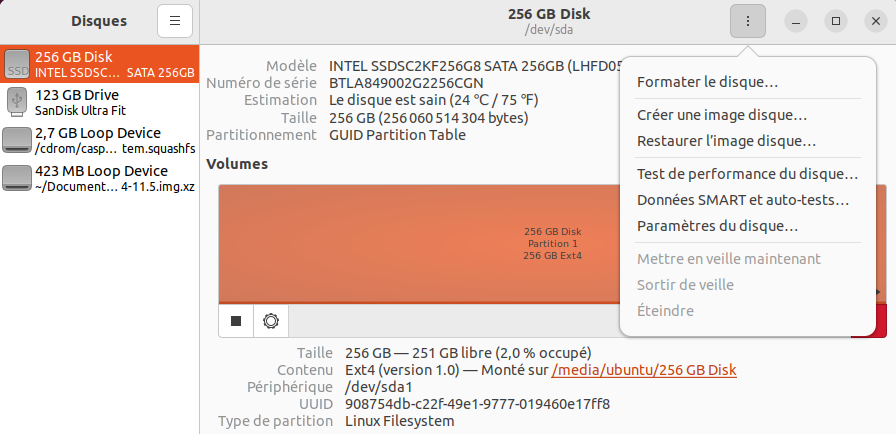 Disques
256 GB Disk
/dev/sda
256 GB Disk
INTEL SSDSC… SATA 256GB
SSD
123 GB Drive
SanDisk Ultra Fit
2,7 GB Loop Device
/cdrom/casp… tem.squashfs
423 MB Loop Device
~/Document… 4-11.5.img.xz
Modèle INTEL SSDSC2KF256G8 SATA 256GB (LHFD05
Numéro de série BTLA849002G2256CGN
Estimation Le disque est sain (24 °C / 75 °F)
Taille 256 GB (256 060 514 304 bytes)
Partitionnement GUID Partition Table
Volumes
256 GB Disk
Partition 1
256 GB Ext4
Taille 256 GB — 251 GB libre (2,0 % occupé)
Contenu Ext4 (version 1.0) — Monté sur /media/ubuntu/256 GB Disk
Périphérique /dev/sda1
UUID 908754db-c22f-49e1-9777-019460e17ff8
Type de partition Linux Filesystem
Formater le disque…
Créer une image disque…
Restaurer l’image disque…
Test de performance du disque…
Données SMART et auto-tests…
Paramètres du disque…
Mettre en veille maintenant
Sortir de veille
Éteindre